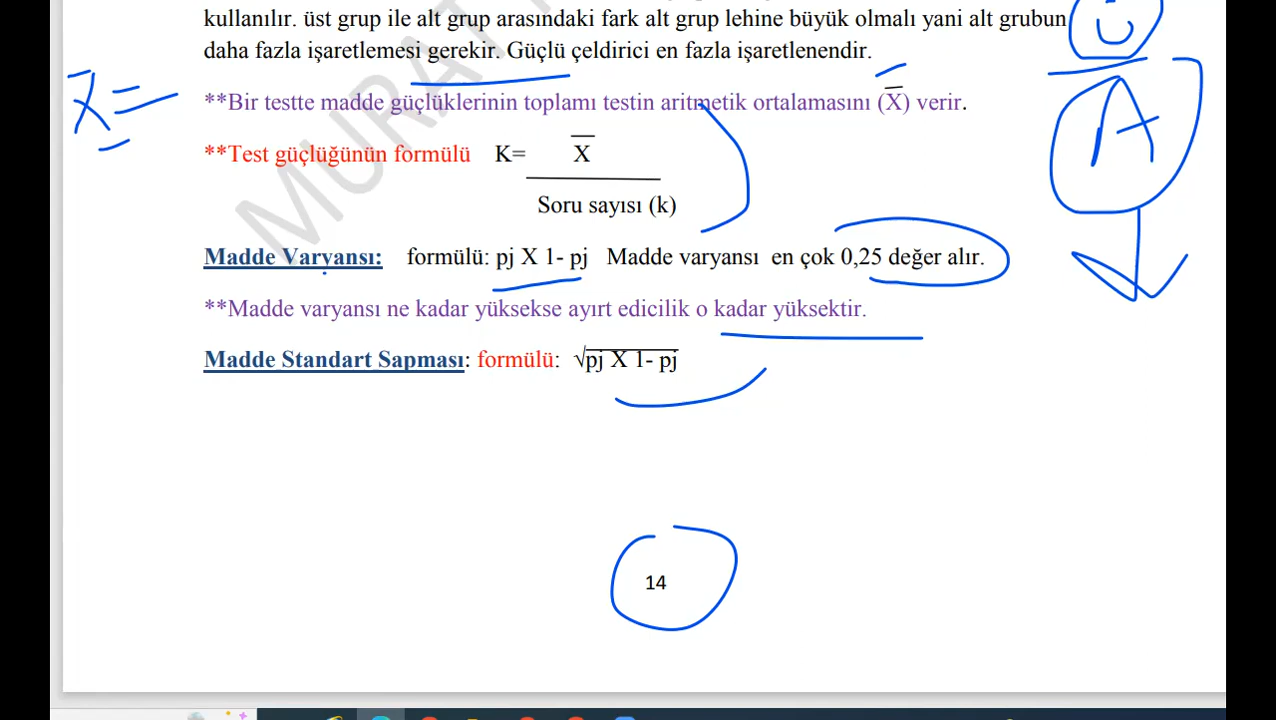 kullanılır. üst grup ile alt grup arasındaki fark alt grup lehine büyük olmalı yani alt grubun
daha fazla işaretlemesi gerekir. Güçlü çeldirici en fazla işaretlenendir.
**Bir testte madde güçlüklerinin toplamı testin aritmetik ortalamasını (X̅) verir.
X̅ =
Ü
A
**Test güçlüğünün formülü K= X̅
Soru sayısı (k)
Madde Varyansı: formülü: pj X 1- pj Madde varyansı en çok 0,25 değer alır.
**Madde varyansı ne kadar yüksekse ayırt edicilik o kadar yüksektir.
Madde Standart Sapması: formülü: √pj X 1- pj
14